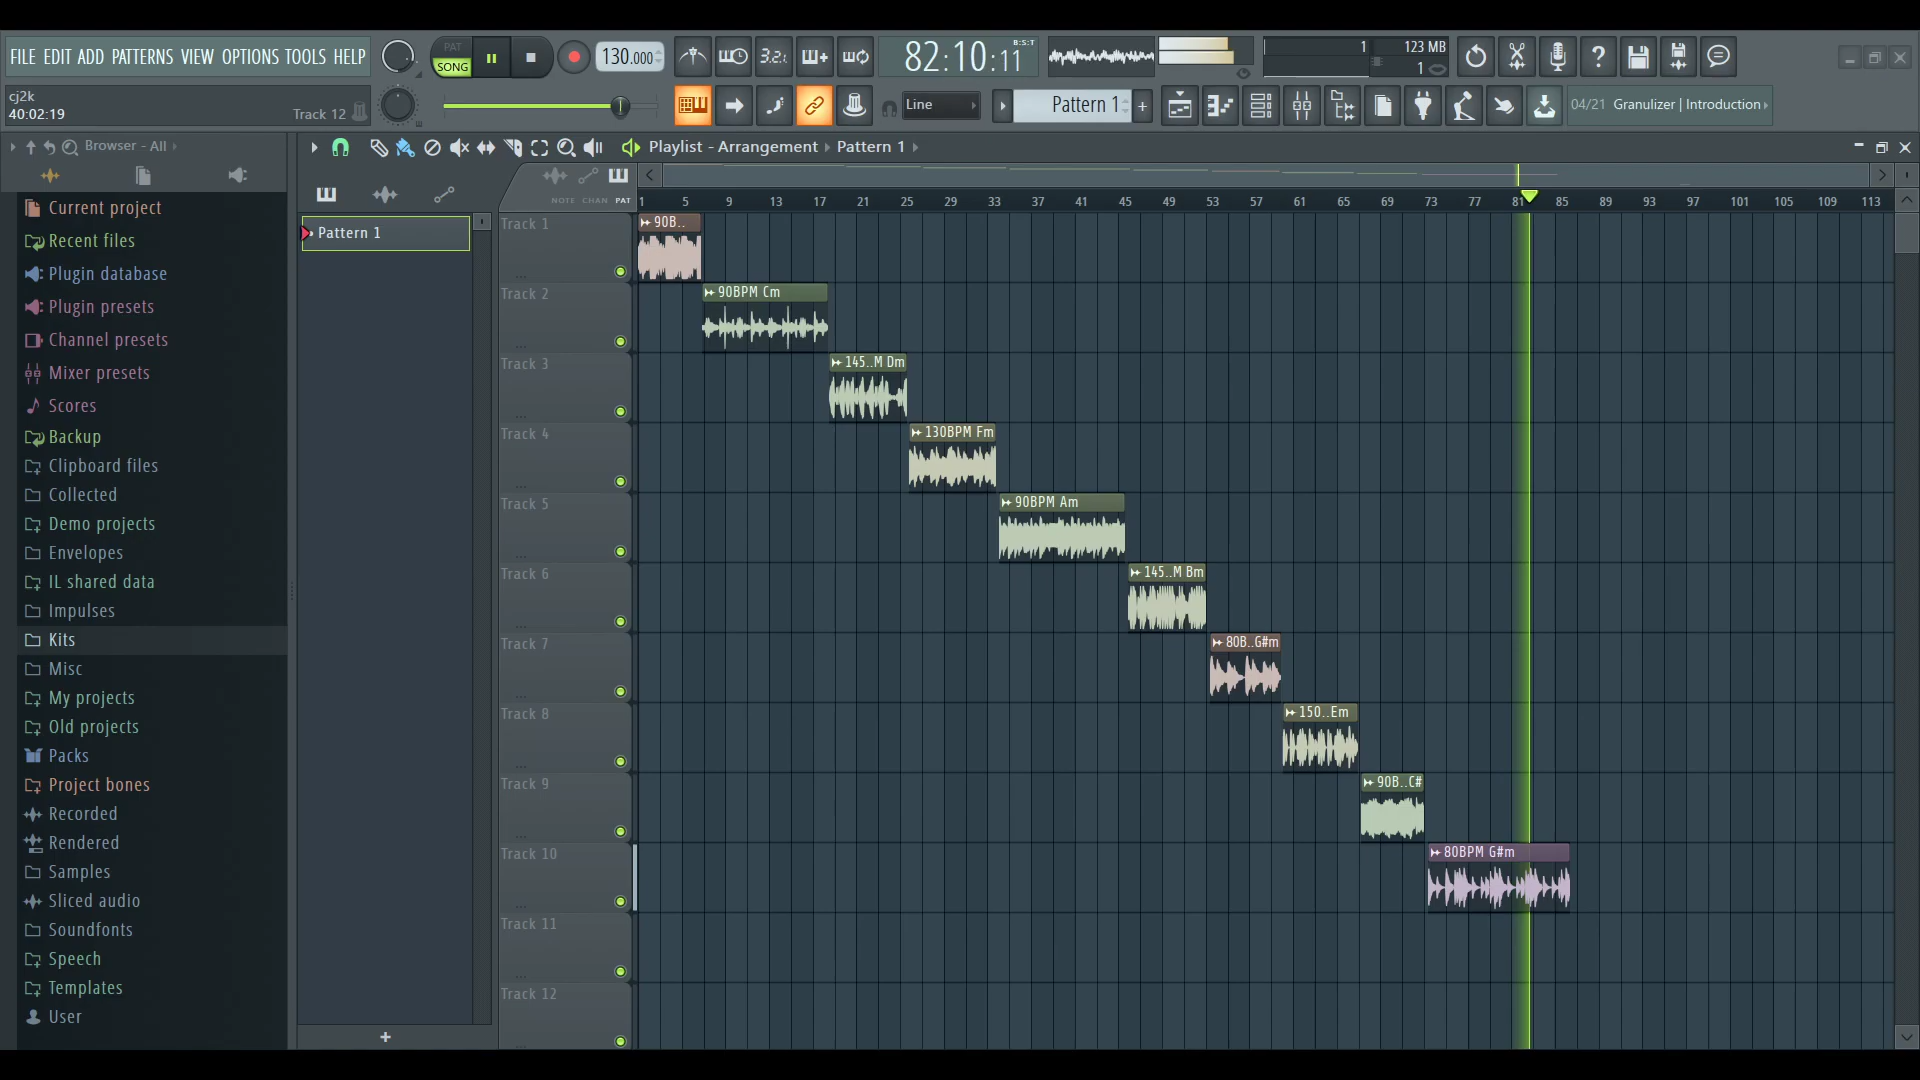 FILE EDIT ADD PATTERNS VIEW OPTIONS TOOLS HELP
PAT
SONG
130.000
3.2.1
82:10:11
B:S:T
1
123 MB
1
cj2k
40:02:19
Track 12
Line
Pattern 1
+
04/21 Granulizer | Introduction
Browser - All
Playlist - Arrangement
Pattern 1
NOTE CHAN PAT
1 5 9 13 17 21 25 29 33 37 41 45 49 53 57 61 65 69 73 77 81 85 89 93 97 101 105 109 113
Current project
Recent files
Plugin database
Plugin presets
Channel presets
Mixer presets
Scores
Backup
Clipboard files
Collected
Demo projects
Envelopes
IL shared data
Impulses
Kits
Misc
My projects
Old projects
Packs
Project bones
Recorded
Rendered
Samples
Sliced audio
Soundfonts
Speech
Templates
User
Pattern 1
+
Track 1
90B..
Track 2
90BPM Cm
Track 3
145..M Dm
Track 4
130BPM Fm
Track 5
90BPM Am
Track 6
145..M Bm
Track 7
80B..G#m
Track 8
150..Em
Track 9
90B..C#
Track 10
80BPM G#m
Track 11
Track 12